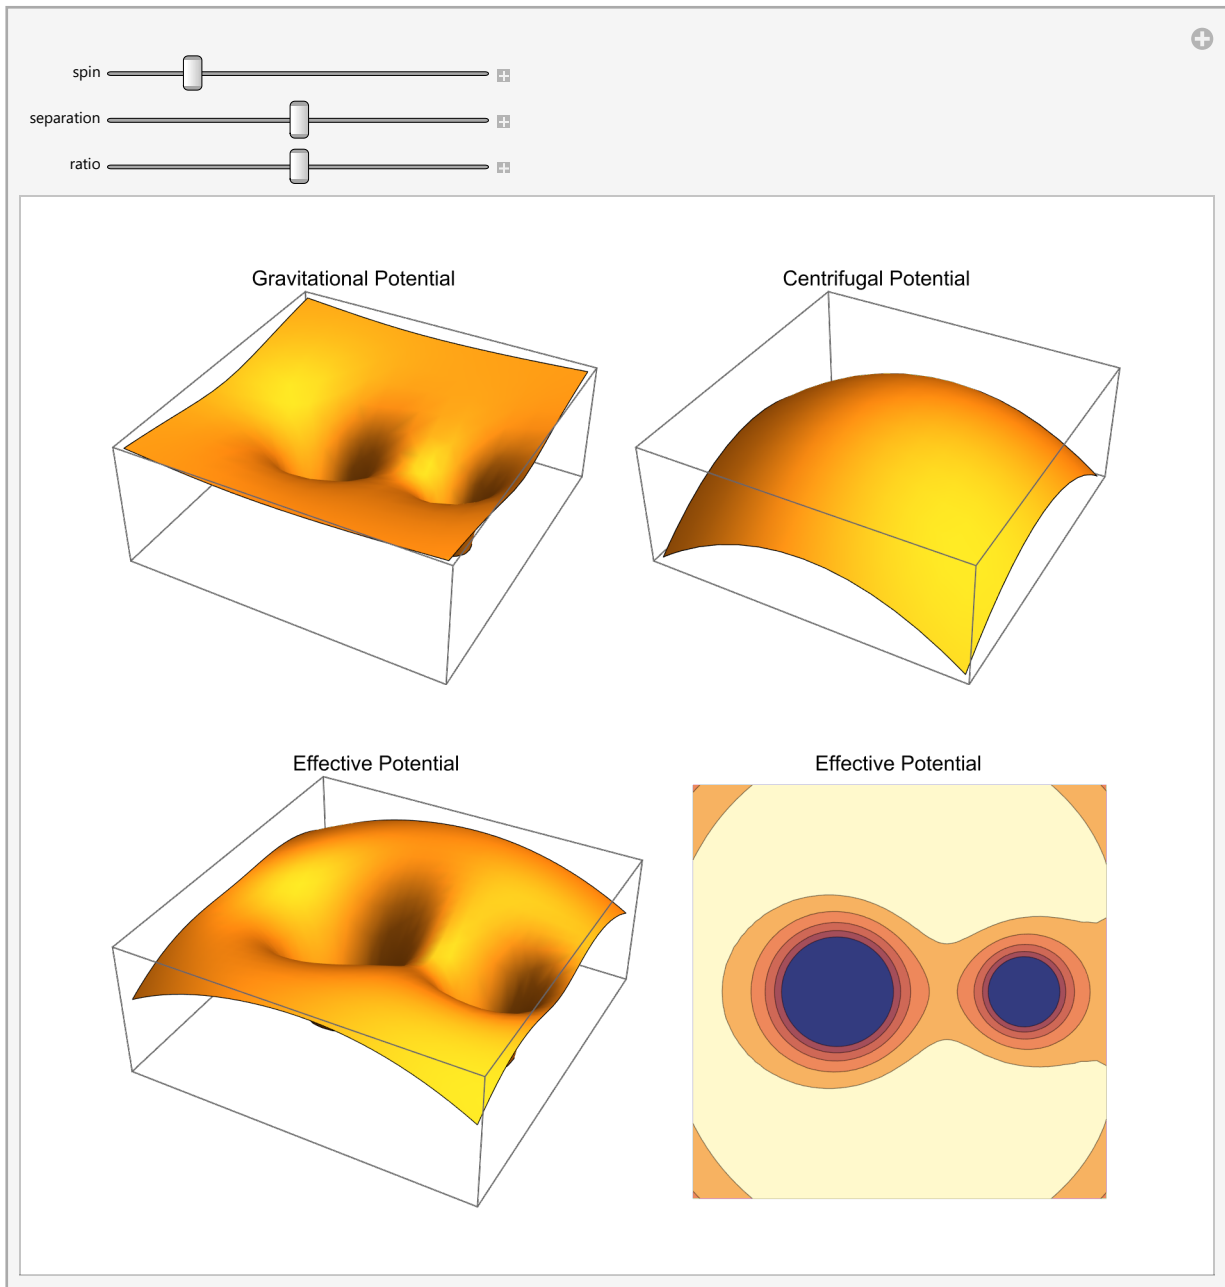 spin
separation
ratio
Gravitational Potential
Centrifugal Potential
Effective Potential
Effective Potential